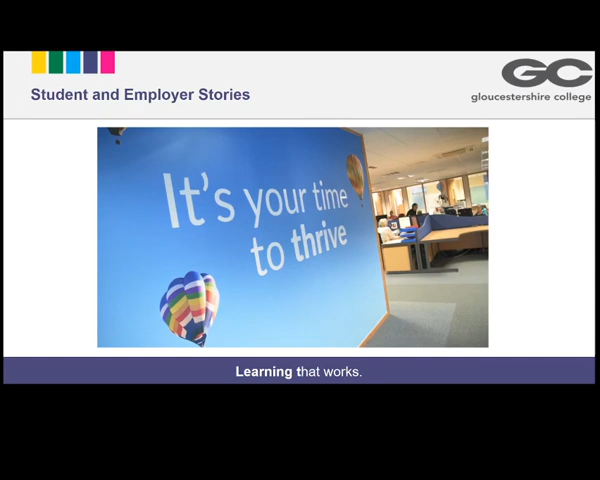 Student and Employer Stories
GC
gloucestershire college
It's your time
to thrive
Learning that works.